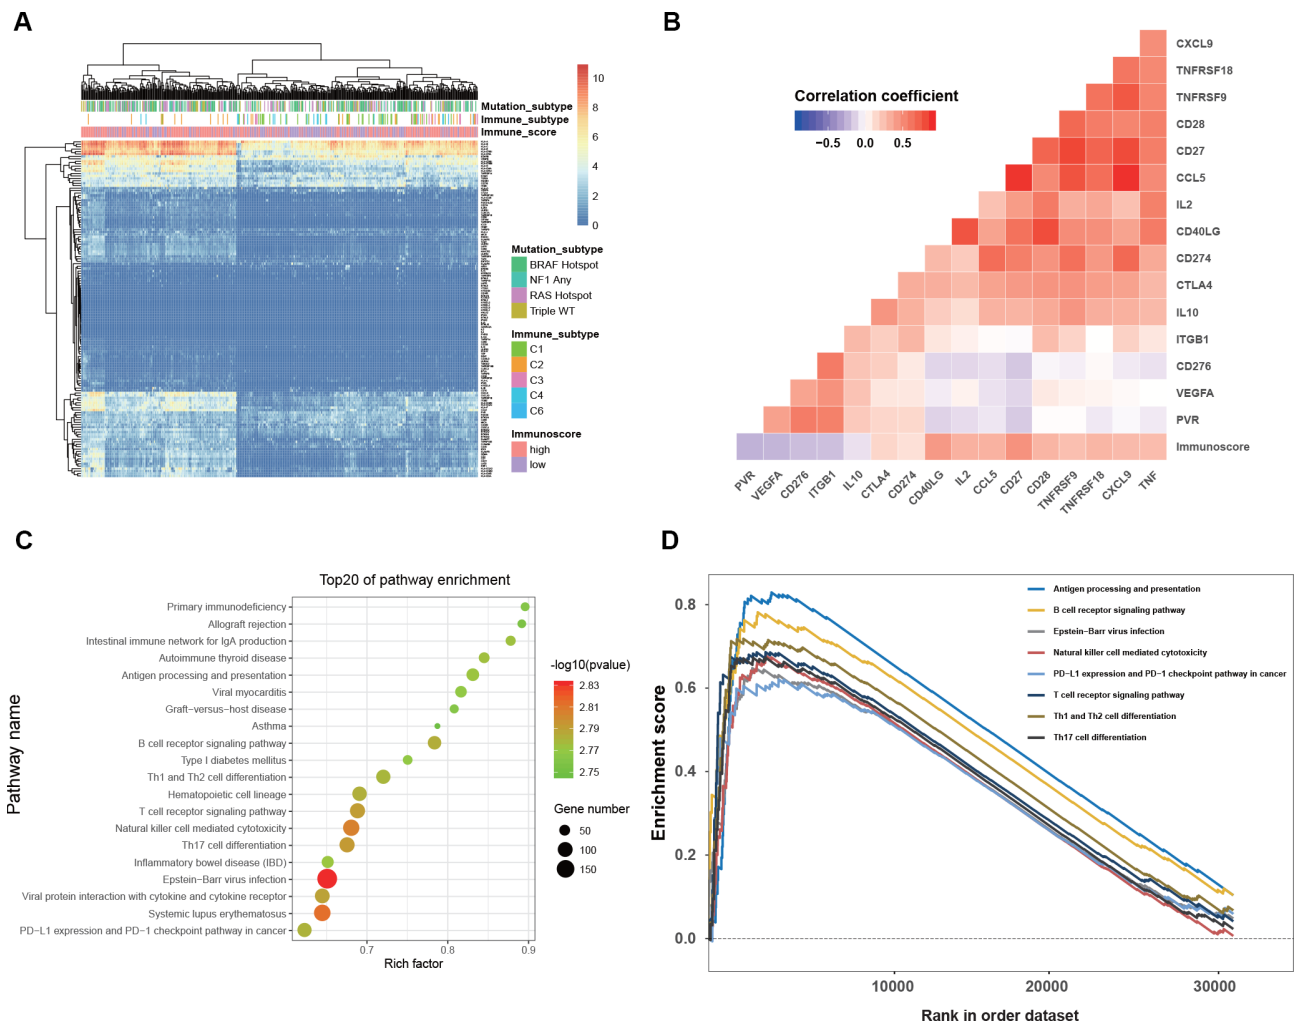 A
10
8
6
4
2
0
Mutation_subtype
Immune_subtype
Immune_score
Mutation_subtype
BRAF Hotspot
NF1 Any
RAS Hotspot
Triple WT
Immune_subtype
C1
C2
C3
C4
C6
Immunoscore
high
low
B
Correlation coefficient
−0.5 0.0 0.5
CXCL9
TNFRSF18
TNFRSF9
CD28
CD27
CCL5
IL2
CD40LG
CD274
CTLA4
IL10
ITGB1
CD276
VEGFA
PVR
Immunoscore
PVR
VEGFA
CD276
ITGB1
IL10
CTLA4
CD274
CD40LG
IL2
CCL5
CD27
CD28
TNFRSF9
TNFRSF18
CXCL9
TNF
C
Top20 of pathway enrichment
Pathway name
Primary immunodeficiency
Allograft rejection
Intestinal immune network for IgA production
Autoimmune thyroid disease
Antigen processing and presentation
Viral myocarditis
Graft−versus−host disease
Asthma
B cell receptor signaling pathway
Type I diabetes mellitus
Th1 and Th2 cell differentiation
Hematopoietic cell lineage
T cell receptor signaling pathway
Natural killer cell mediated cytotoxicity
Th17 cell differentiation
Inflammatory bowel disease (IBD)
Epstein−Barr virus infection
Viral protein interaction with cytokine and cytokine receptor
Systemic lupus erythematosus
PD−L1 expression and PD−1 checkpoint pathway in cancer
0.7 0.8 0.9
Rich factor
-log10(pvalue)
2.83
2.81
2.79
2.77
2.75
Gene number
50
100
150
D
Enrichment score
0.8
0.6
0.4
0.2
0.0
Antigen processing and presentation
B cell receptor signaling pathway
Epstein−Barr virus infection
Natural killer cell mediated cytotoxicity
PD−L1 expression and PD−1 checkpoint pathway in cancer
T cell receptor signaling pathway
Th1 and Th2 cell differentiation
Th17 cell differentiation
10000 20000 30000
Rank in order dataset